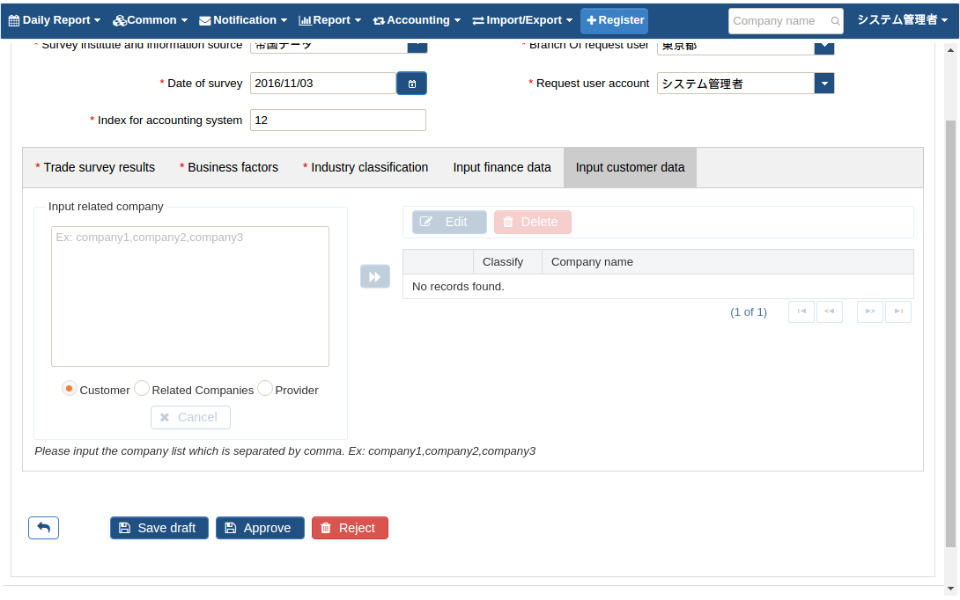 Daily Report Common Notification Report Accounting Import/Export Register Company name システム管理者
* Survey institute and information source 帝国データ * Branch Of request user 東京都
* Date of survey 2016/11/03 * Request user account システム管理者
* Index for accounting system 12
* Trade survey results * Business factors * Industry classification Input finance data Input customer data
Input related company
Ex: company1,company2,company3
Edit Delete
Classify Company name
No records found.
(1 of 1)
Customer Related Companies Provider
Cancel
Please input the company list which is separated by comma. Ex: company1,company2,company3
Save draft Approve Reject